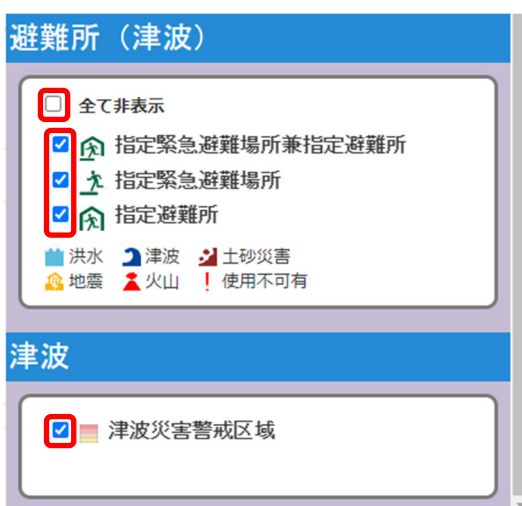 避難所（津波）
全て非表示
指定緊急避難場所兼指定避難所
指定緊急避難場所
指定避難所
洪水 津波 土砂災害
地震 火山 使用不可有
津波
津波災害警戒区域